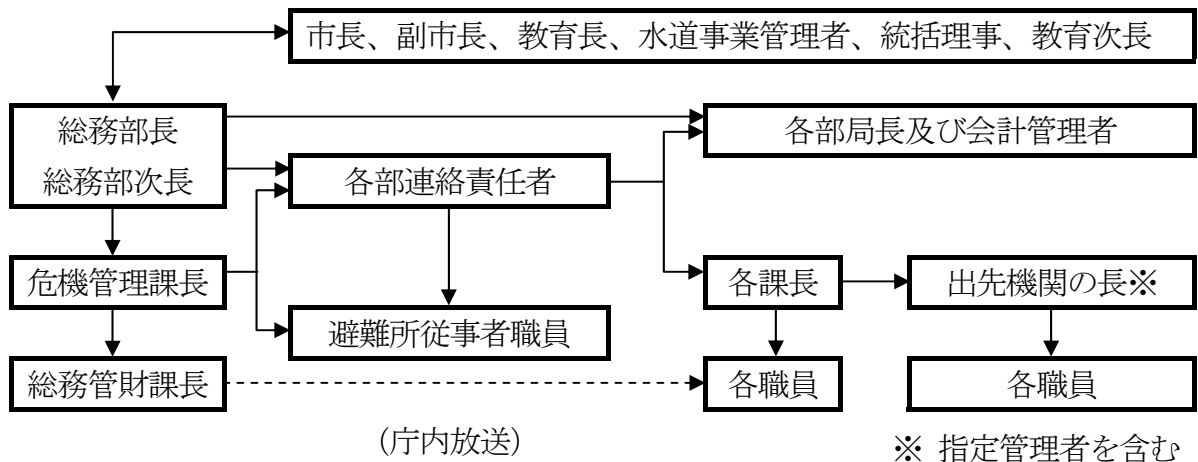 市長、副市長、教育長、水道事業管理者、統括理事、教育次長
総務部長
総務部次長
各部局長及び会計管理者
各部連絡責任者
危機管理課長
各課長
出先機関の長※
避難所従事者職員
総務管財課長
各職員
各職員
(庁内放送)
※ 指定管理者を含む